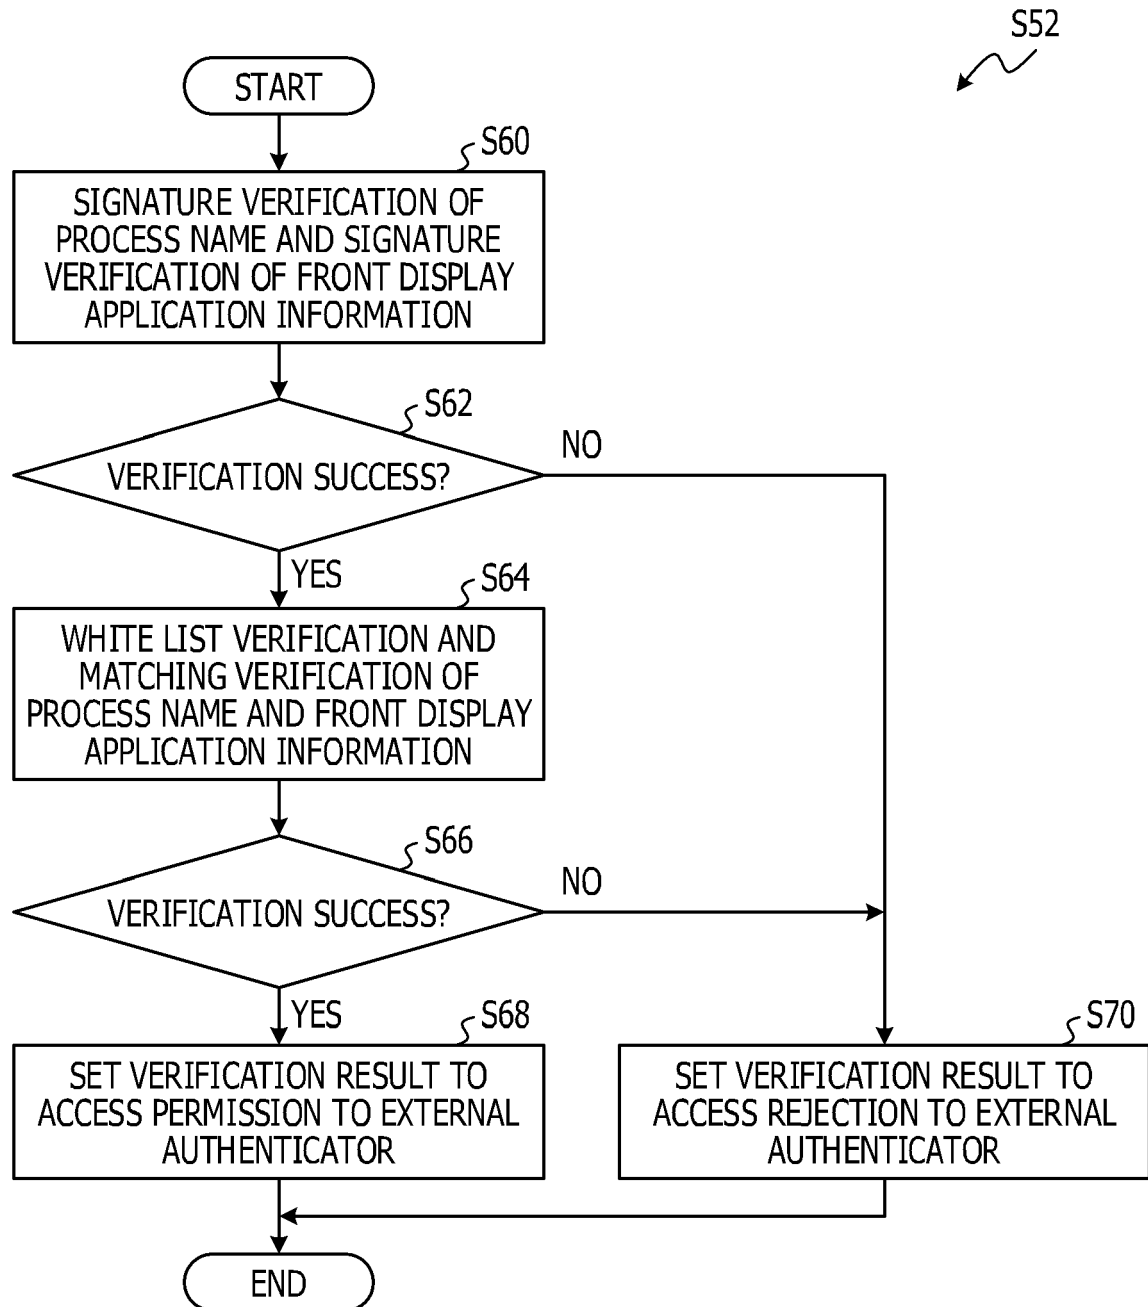 S52
START
S60
SIGNATURE VERIFICATION OF
PROCESS NAME AND SIGNATURE
VERIFICATION OF FRONT DISPLAY
APPLICATION INFORMATION
S62
VERIFICATION SUCCESS?
NO
YES
S64
WHITE LIST VERIFICATION AND
MATCHING VERIFICATION OF
PROCESS NAME AND FRONT DISPLAY
APPLICATION INFORMATION
S66
VERIFICATION SUCCESS?
NO
YES
S68
SET VERIFICATION RESULT TO
ACCESS PERMISSION TO EXTERNAL
AUTHENTICATOR
S70
SET VERIFICATION RESULT TO
ACCESS REJECTION TO EXTERNAL
AUTHENTICATOR
END